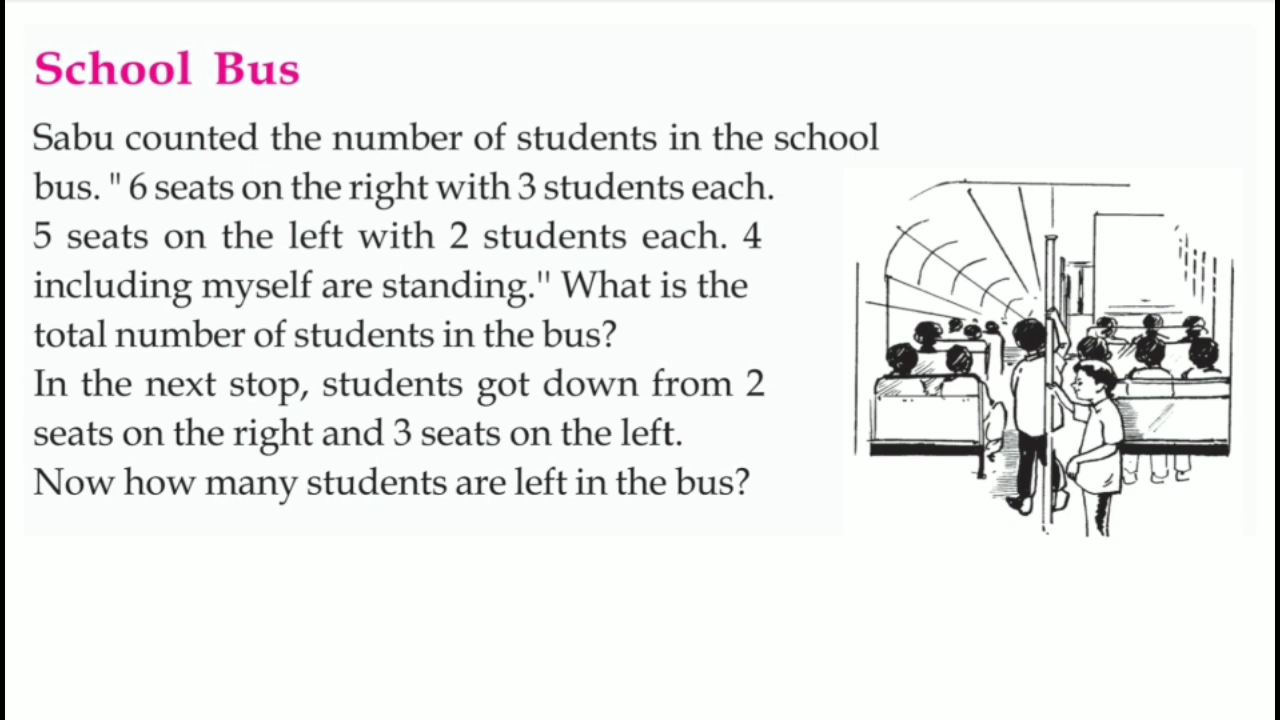 School Bus
Sabu counted the number of students in the school
bus. " 6 seats on the right with 3 students each.
5 seats on the left with 2 students each. 4
including myself are standing." What is the
total number of students in the bus?
In the next stop, students got down from 2
seats on the right and 3 seats on the left.
Now how many students are left in the bus?